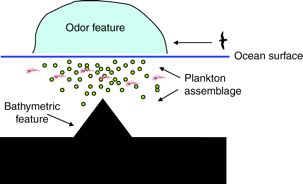 Odor feature
Ocean surface
Plankton
assemblage
Bathymetric
feature